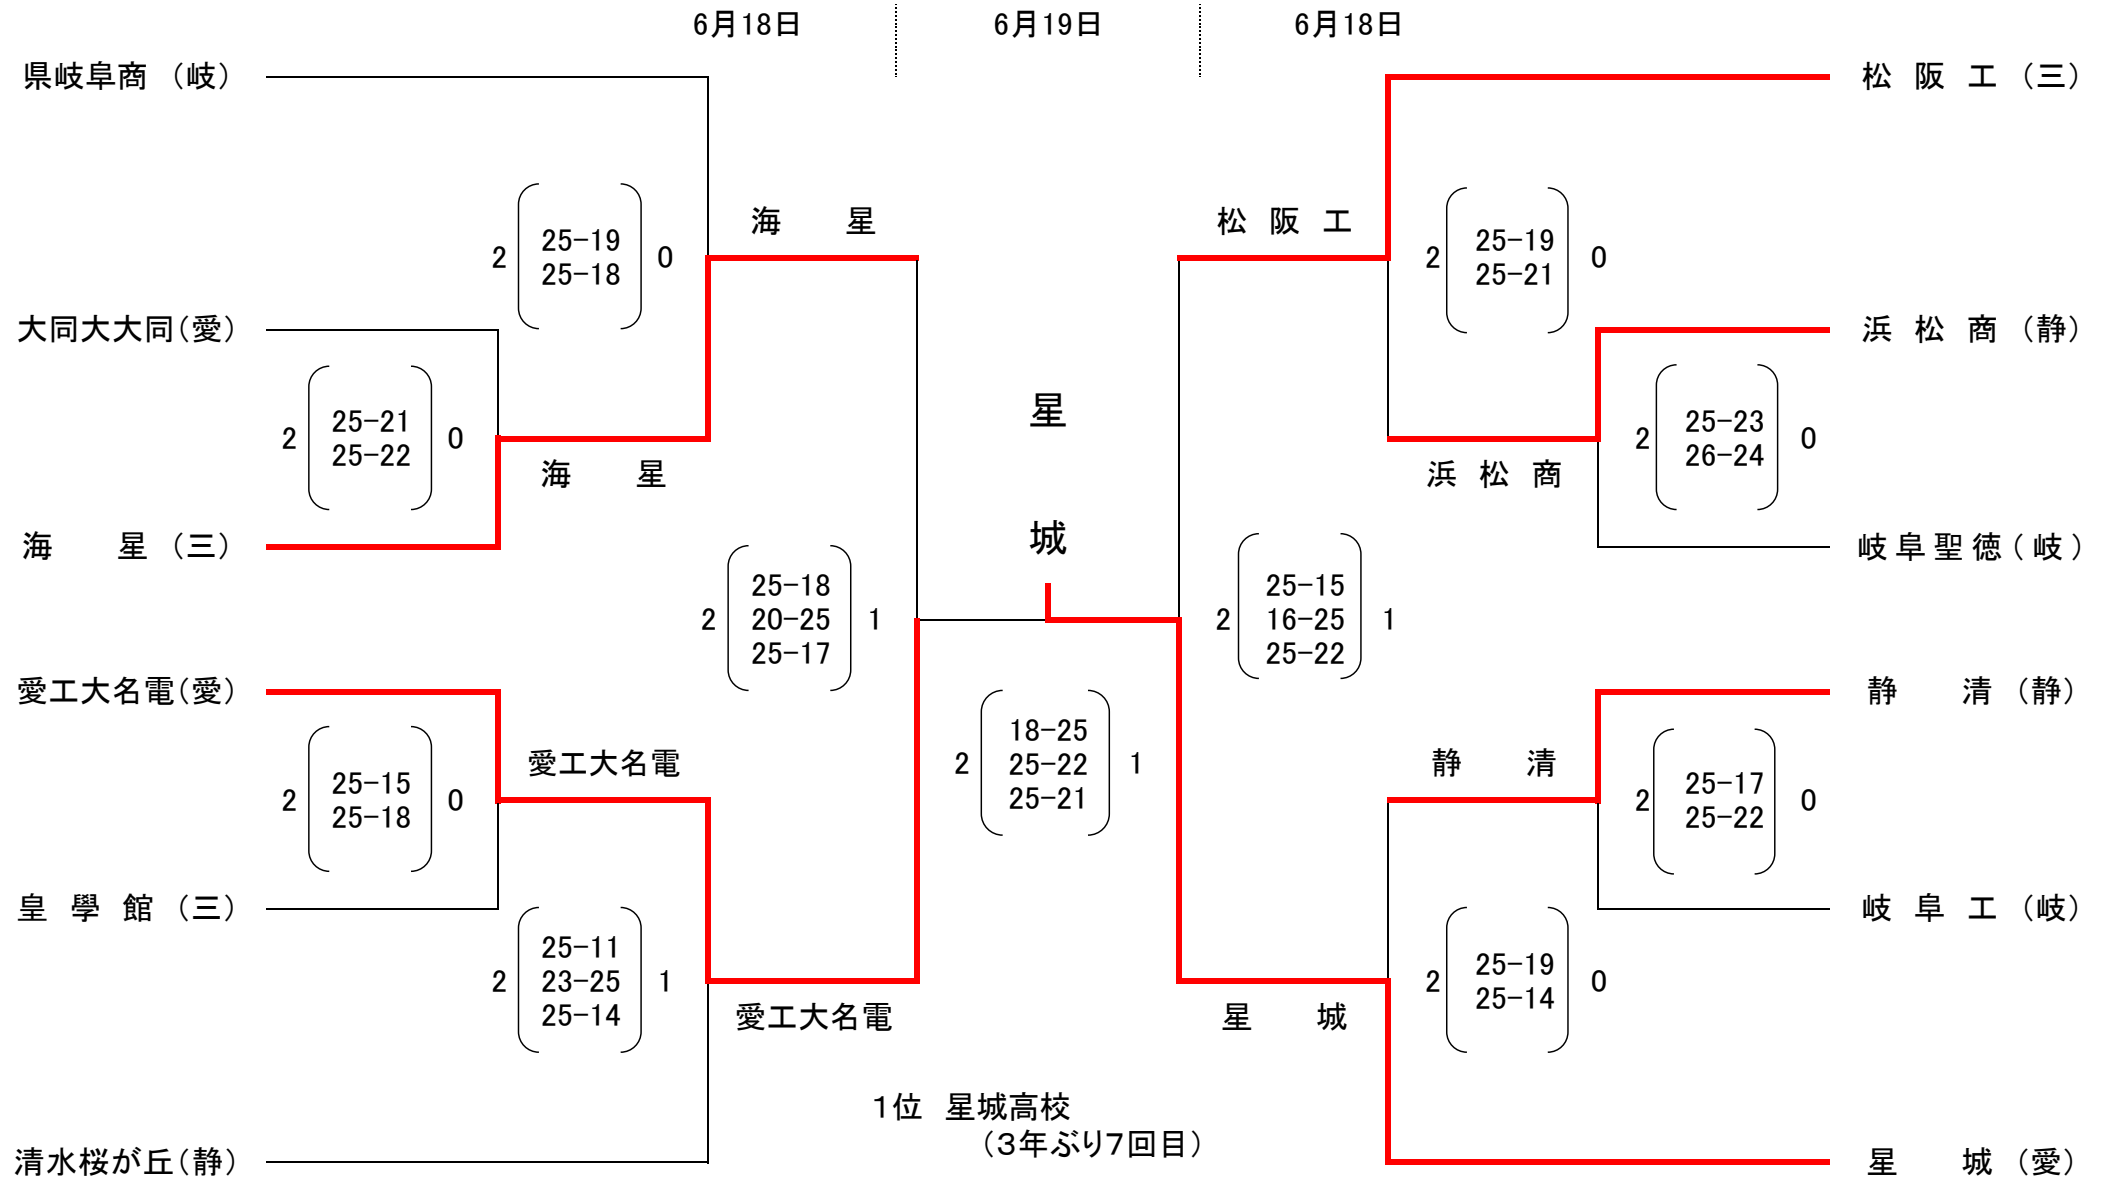 6月18日 6月19日 6月18日
県岐阜商 （岐）
松 阪 工 （三）
海 星
松 阪 工
2 25-19 0
25-18
2 25-19 0
25-21
大同大大同（愛）
浜 松 商 （静）
2 25-21 0
25-22
星
2 25-23 0
26-24
海 星
浜 松 商
海 星 （三）
城
岐阜聖徳（岐）
2 25-18 1
20-25
25-17
2 25-15 1
16-25
25-22
愛工大名電（愛）
静 清 （静）
愛工大名電
2 18-25 1
25-22
25-21
静 清
2 25-15 0
25-18
2 25-17 0
25-22
皇 學 館 （三）
岐 阜 工 （岐）
2 25-11 1
23-25
25-14
2 25-19 0
25-14
愛工大名電
星 城
1位 星城高校
（3年ぶり7回目）
清水桜が丘（静）
星 城 （愛）